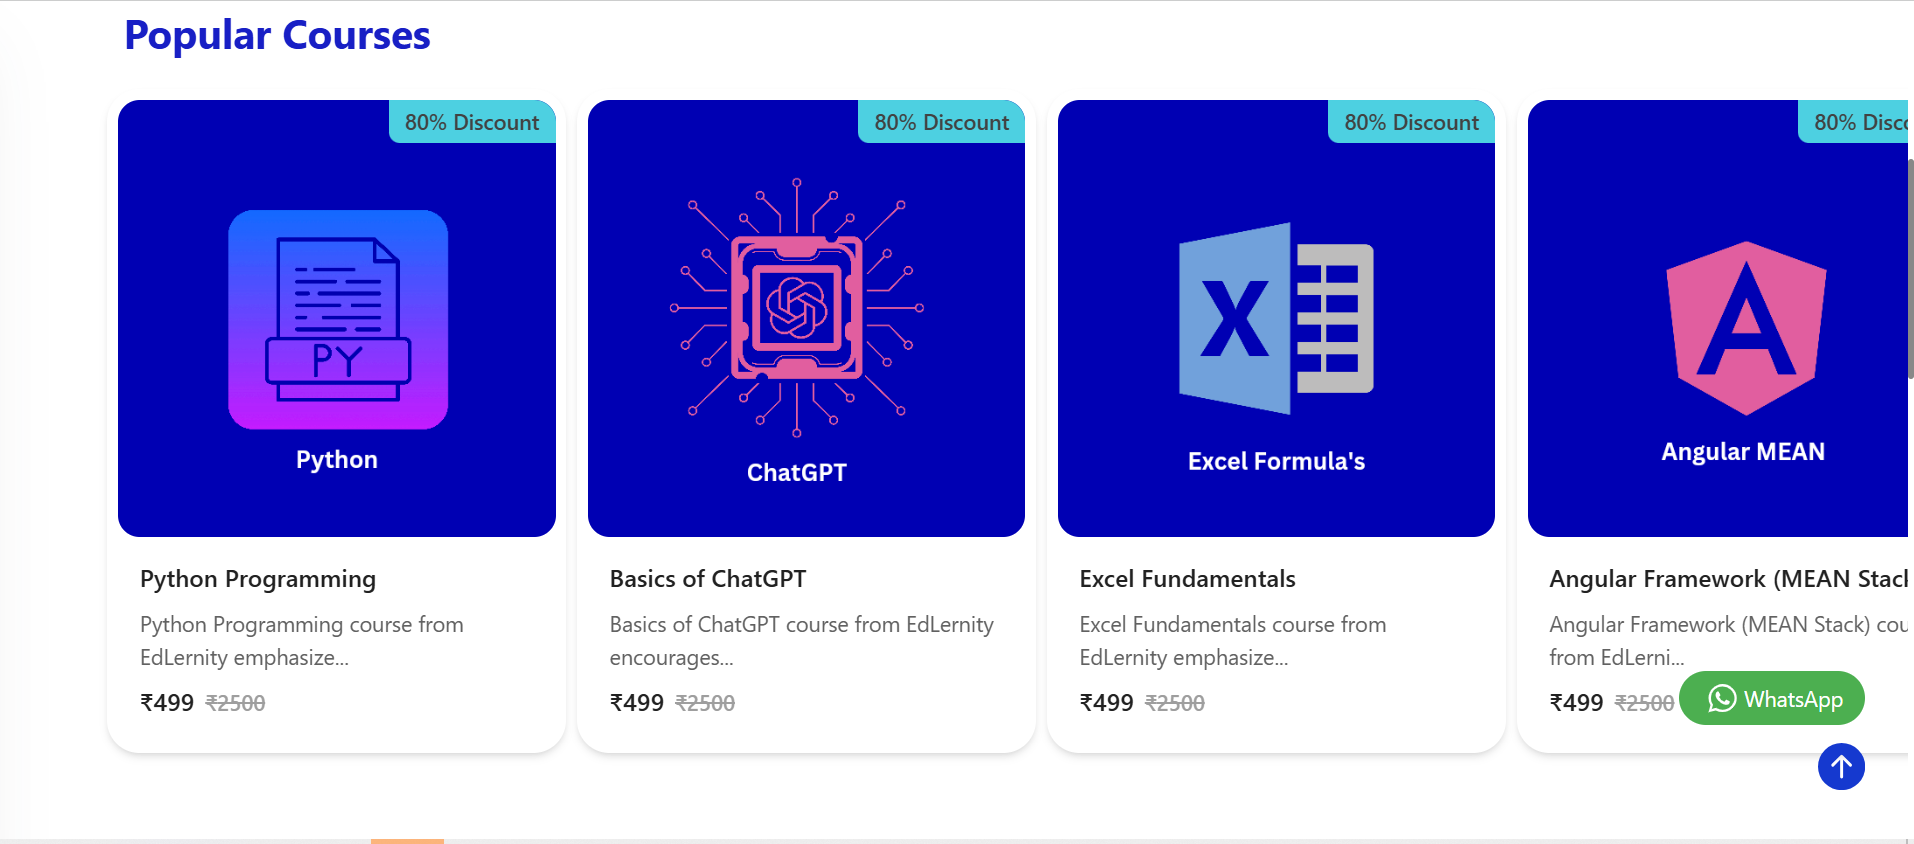 Popular Courses
80% Discount
PY
Python
Python Programming
Python Programming course from
EdLernity emphasize...
₹499 ₹2500
80% Discount
ChatGPT
Basics of ChatGPT
Basics of ChatGPT course from EdLernity
encourages...
₹499 ₹2500
80% Discount
X
Excel Formula's
Excel Fundamentals
Excel Fundamentals course from
EdLernity emphasize...
₹499 ₹2500
80% Disco
A
Angular MEAN
Angular Framework (MEAN Stack
Angular Framework (MEAN Stack) cou
from EdLerni...
₹499 ₹2500
WhatsApp